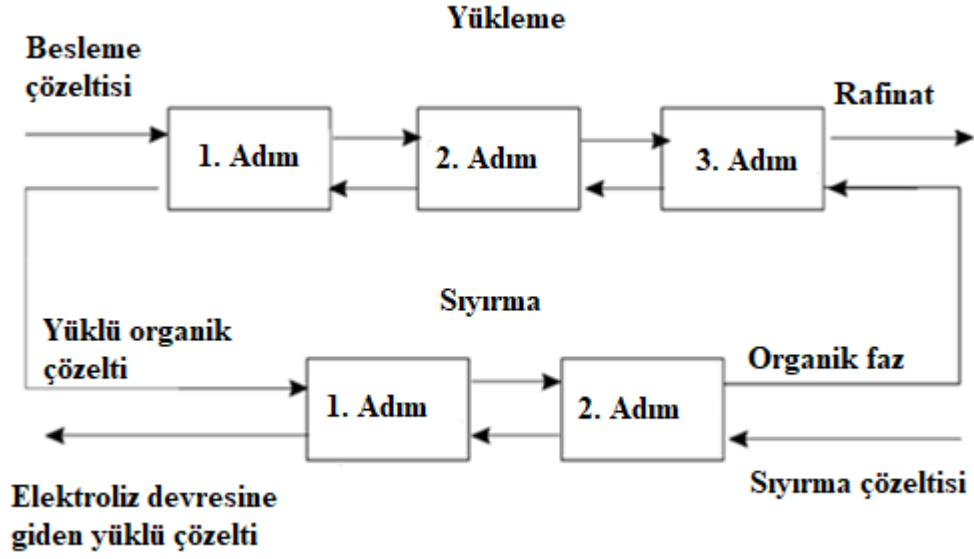 Yükleme
Besleme
çözeltisi
Rafinat
1. Adım
2. Adım
3. Adım
Sıyırma
Yüklü organik
çözelti
Organik faz
1. Adım
2. Adım
Elektroliz devresine
giden yüklü çözelti
Sıyırma çözeltisi